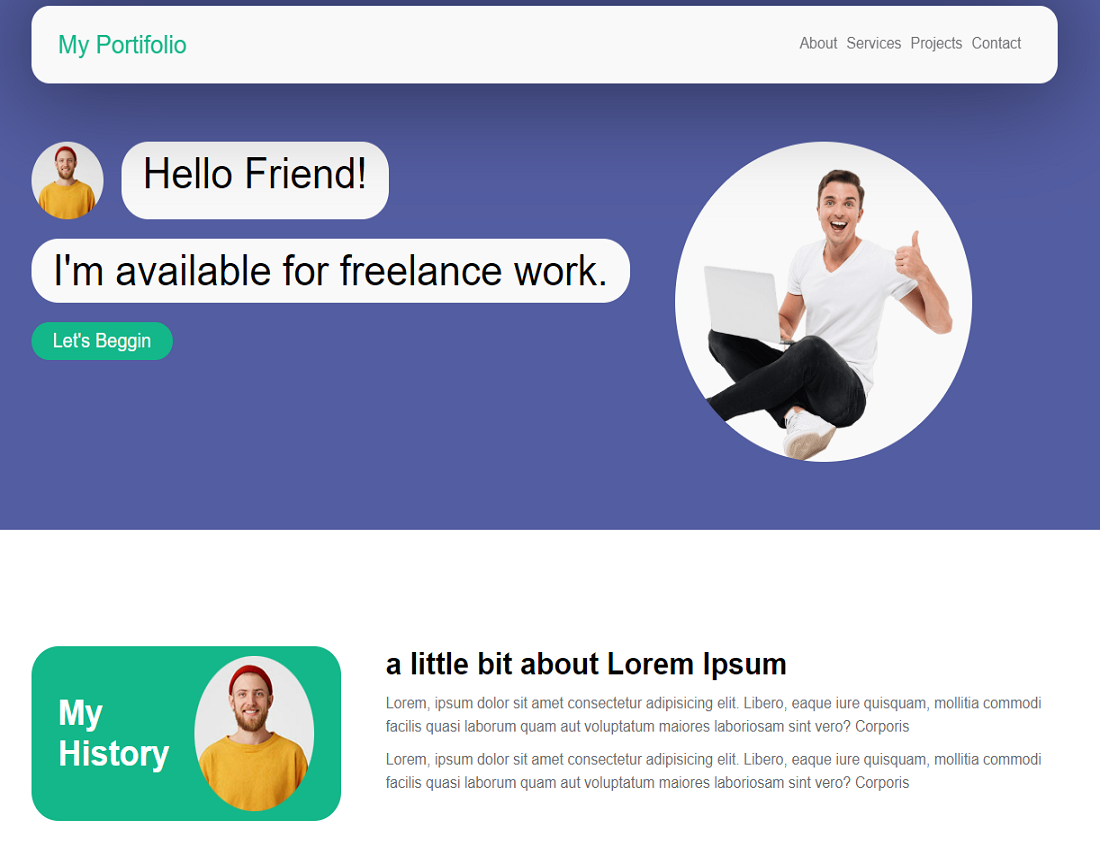 My Portifolio
About Services Projects Contact
Hello Friend!
I'm available for freelance work.
Let's Beggin
My
History
a little bit about Lorem Ipsum
Lorem, ipsum dolor sit amet consectetur adipisicing elit. Libero, eaque iure quisquam, mollitia commodi
facilis quasi laborum quam aut voluptatum maiores laboriosam sint vero? Corporis
Lorem, ipsum dolor sit amet consectetur adipisicing elit. Libero, eaque iure quisquam, mollitia commodi
facilis quasi laborum quam aut voluptatum maiores laboriosam sint vero? Corporis